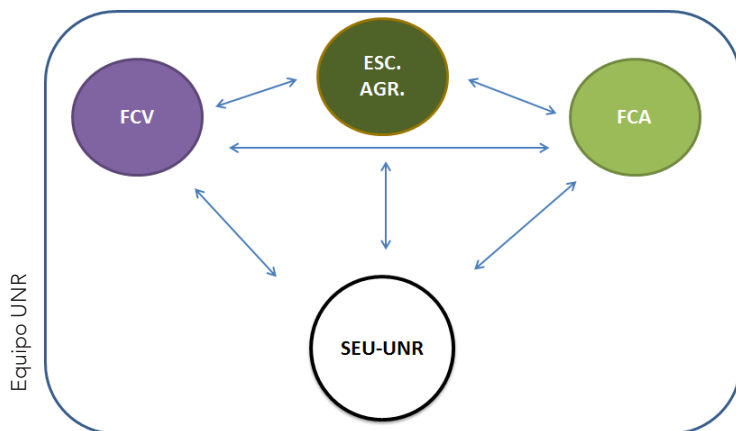 ESC.
AGR.
FCV
FCA
SEU-UNR
Equipo UNR